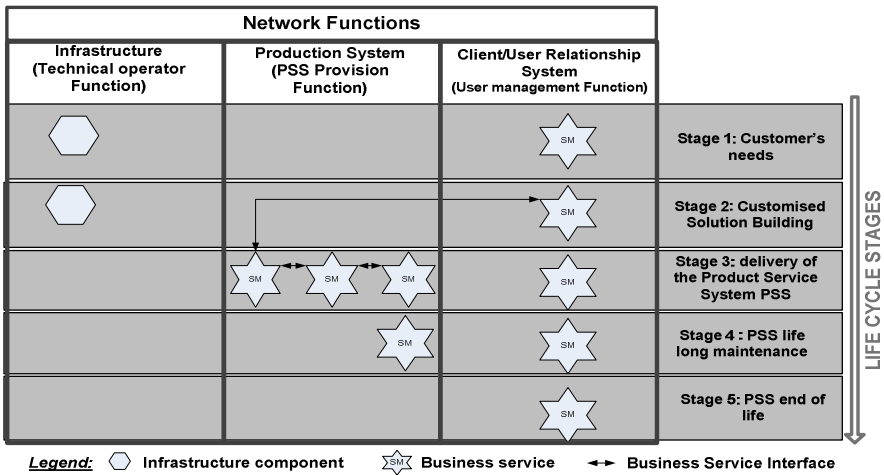 Network Functions
Infrastructure
(Technical operator
Function)
Production System
(PSS Provision
Function)
Client/User Relationship
System
(User management Function)
SM
Stage 1: Customer's
needs
SM
Stage 2: Customised
Solution Building
SM
SM
SM
SM
Stage 3: delivery of
the Product Service
System PSS
SM
SM
Stage 4 : PSS life
long maintenance
SM
Stage 5: PSS end of
life
LIFE CYCLE STAGES
Legend:
Infrastructure component
SM
Business service
Business Service Interface